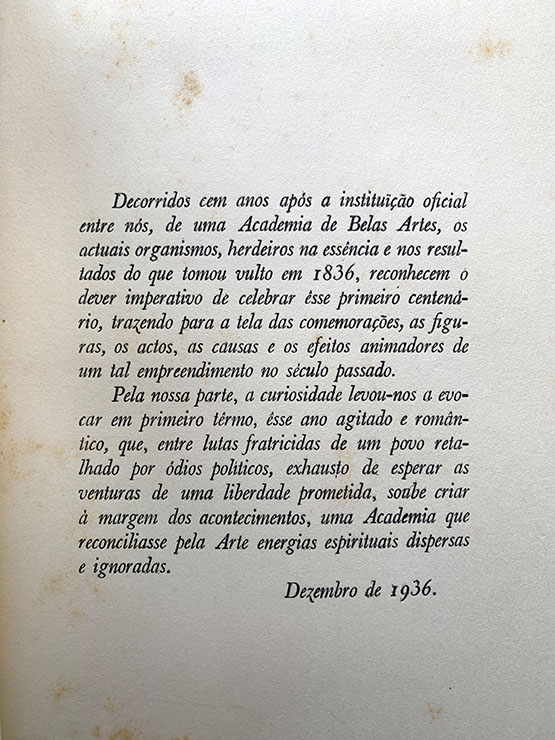 Decorridos cem anos após a instituïção oficial
entre nós, de uma Academia de Belas Artes, os
actuais organismos, herdeiros na essência e nos resul-
tados do que tomou vulto em 1836, reconhecem o
dever imperativo de celebrar êsse primeiro centená-
rio, trazendo para a tela das comemorações, as figu-
ras, os actos, as causas e os efeitos animadores de
um tal empreendimento no século passado.
Pela nossa parte, a curiosidade levou-nos a evo-
car em primeiro têrmo, êsse ano agitado e român-
tico, que, entre lutas fratricidas de um povo reta-
lhado por ódios políticos, exhausto de esperar as
venturas de uma liberdade prometida, soube criar
à margem dos acontecimentos, uma Academia que
reconciliasse pela Arte energias espirituais dispersas
e ignoradas.
Dezembro de 1936.